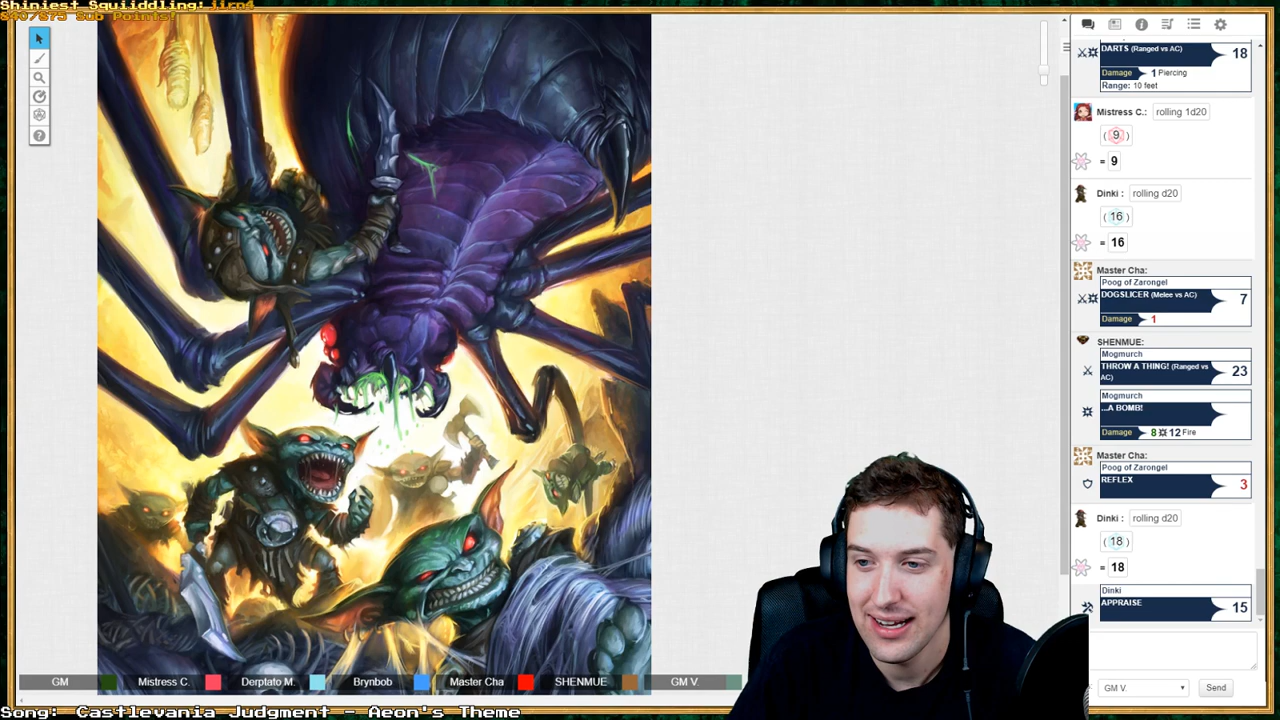 Shiniest Squiiddling: jirn4
840/875 Sub Points!
DARTS (Ranged vs AC)
18
Damage 1 Piercing
Range: 10 feet
Mistress C.: rolling 1d20
( 9 )
= 9
Dinki : rolling d20
( 16 )
= 16
Master Cha:
Poog of Zarongel
DOGSLICER (Melee vs AC)
7
Damage 1
SHENMUE:
Mogmurch
THROW A THING! (Ranged vs AC)
23
Mogmurch
...A BOMB!
Damage 8 12 Fire
Master Cha:
Poog of Zarongel
REFLEX
3
Dinki : rolling d20
( 18 )
= 18
Dinki
APPRAISE
15
GM V.
Send
GM Mistress C. Derptato M. Brynbob Master Cha SHENMUE GM V.
Song: Castlevania Judgment - Aeon's Theme